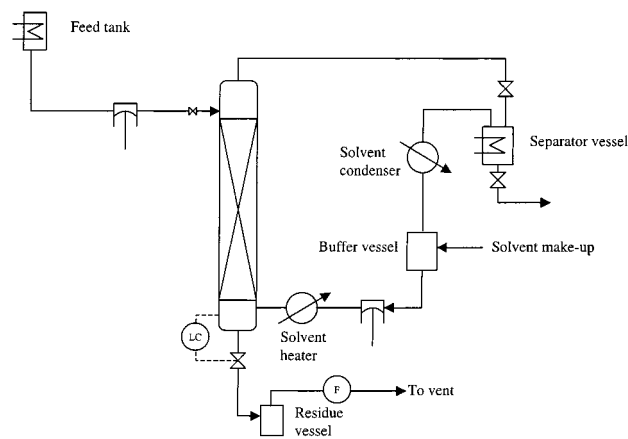 Feed tank
Separator vessel
Solvent
condenser
Buffer vessel
Solvent make-up
LC
Solvent
heater
F
To vent
Residue
vessel